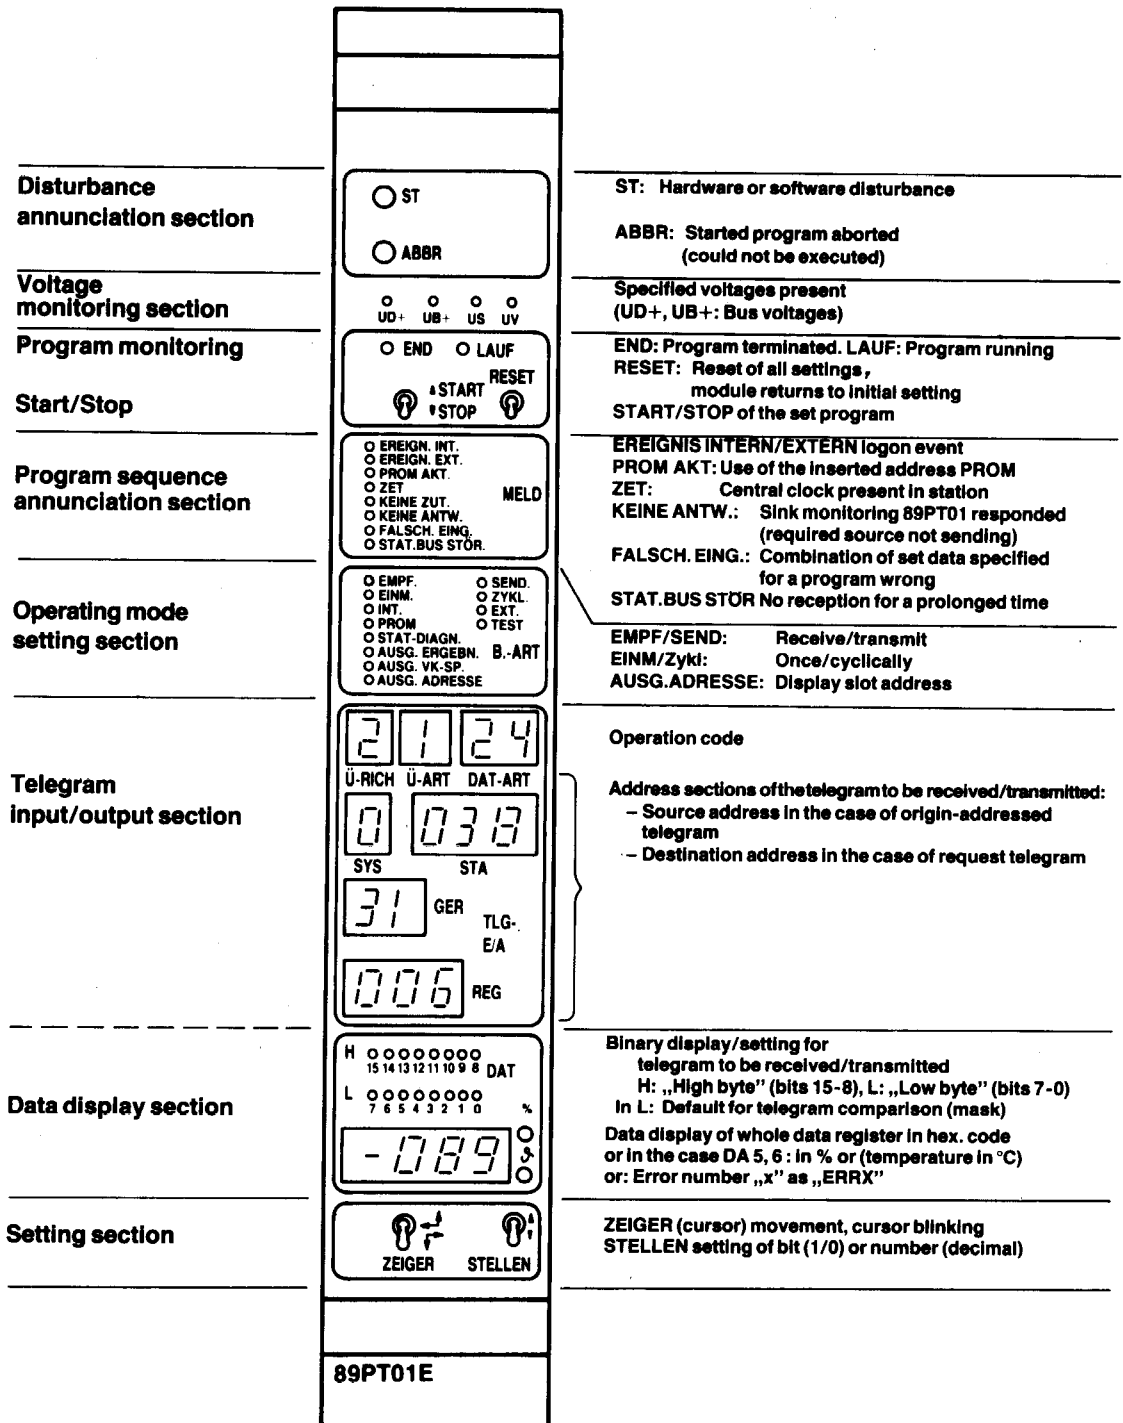 Disturbance
annunciation section
ST
ABBR
ST: Hardware or software disturbance
ABBR: Started program aborted
(could not be executed)
Voltage
monitoring section
UD+ UB+ US UV
Specified voltages present
(UD+, UB+: Bus voltages)
Program monitoring
Start/Stop
END LAUF
RESET
START
STOP
END: Program terminated. LAUF: Program running
RESET: Reset of all settings,
module returns to initial setting
START/STOP of the set program
Program sequence
annunciation section
EREIGN. INT.
EREIGN. EXT.
PROM AKT.
ZET
KEINE ZUT.
KEINE ANTW.
FALSCH. EING.
STAT.BUS STÖR.
MELD
EREIGNIS INTERN/EXTERN logon event
PROM AKT: Use of the inserted address PROM
ZET: Central clock present in station
KEINE ANTW.: Sink monitoring 89PT01 responded
(required source not sending)
FALSCH. EING.: Combination of set data specified
for a program wrong
STAT.BUS STÖR No reception for a prolonged time
Operating mode
setting section
EMPF. SEND.
EINM. ZYKL.
INT. EXT.
PROM TEST
STAT-DIAGN.
AUSG. ERGEBN. B.-ART
AUSG. VK-SP.
AUSG. ADRESSE
EMPF/SEND: Receive/transmit
EINM/Zykl: Once/cyclically
AUSG.ADRESSE: Display slot address
Telegram
input/output section
2 1 24
Ü-RICH Ü-ART DAT-ART
0 0313
SYS STA
31 GER
TLG-.
E/A
006 REG
Operation code
Address sections of the telegram to be received/transmitted:
– Source address in the case of origin-addressed
telegram
– Destination address in the case of request telegram
Data display section
H
15 14 13 12 11 10 9 8 DAT
L
7 6 5 4 3 2 1 0 %
-089 ϑ
Binary display/setting for
telegram to be received/transmitted
H: „High byte" (bits 15-8), L: „Low byte" (bits 7-0)
In L: Default for telegram comparison (mask)
Data display of whole data register in hex. code
or in the case DA 5, 6 : in % or (temperature in °C)
or: Error number „x" as „ERRX"
Setting section
ZEIGER STELLEN
ZEIGER (cursor) movement, cursor blinking
STELLEN setting of bit (1/0) or number (decimal)
89PT01E